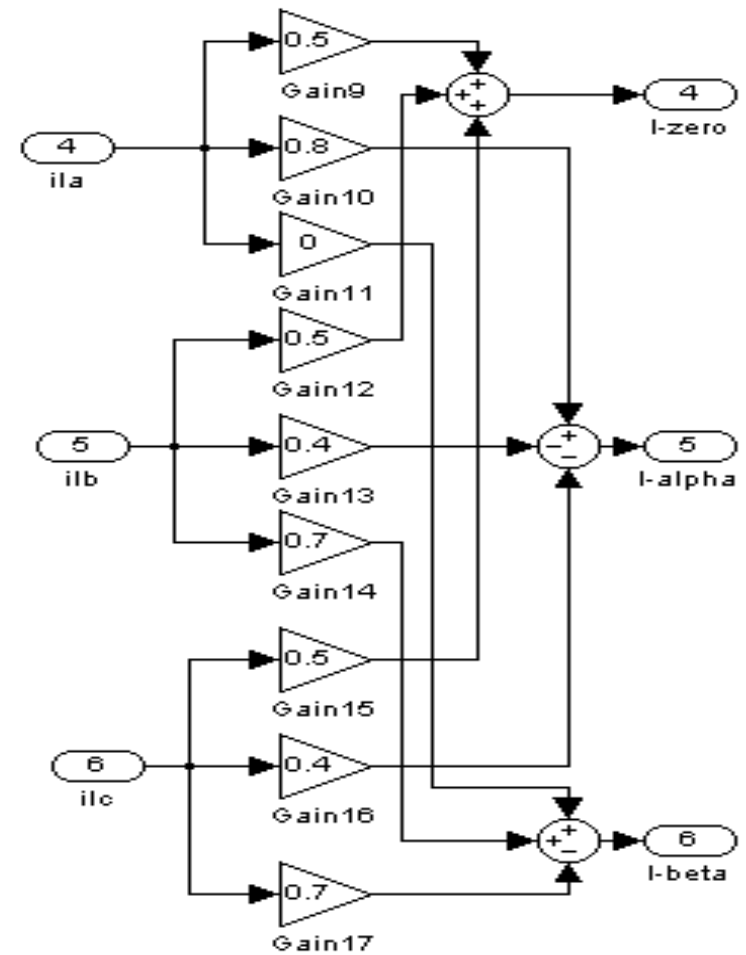 0.5
Gain9
+
+
+
4
I-zero
4
ila
0.8
Gain10
0
Gain11
0.5
Gain12
5
ilb
0.4
Gain13
+
−
−
5
I-alpha
0.7
Gain14
0.5
Gain15
6
ilc
0.4
Gain16
+
+
−
6
I-beta
0.7
Gain17